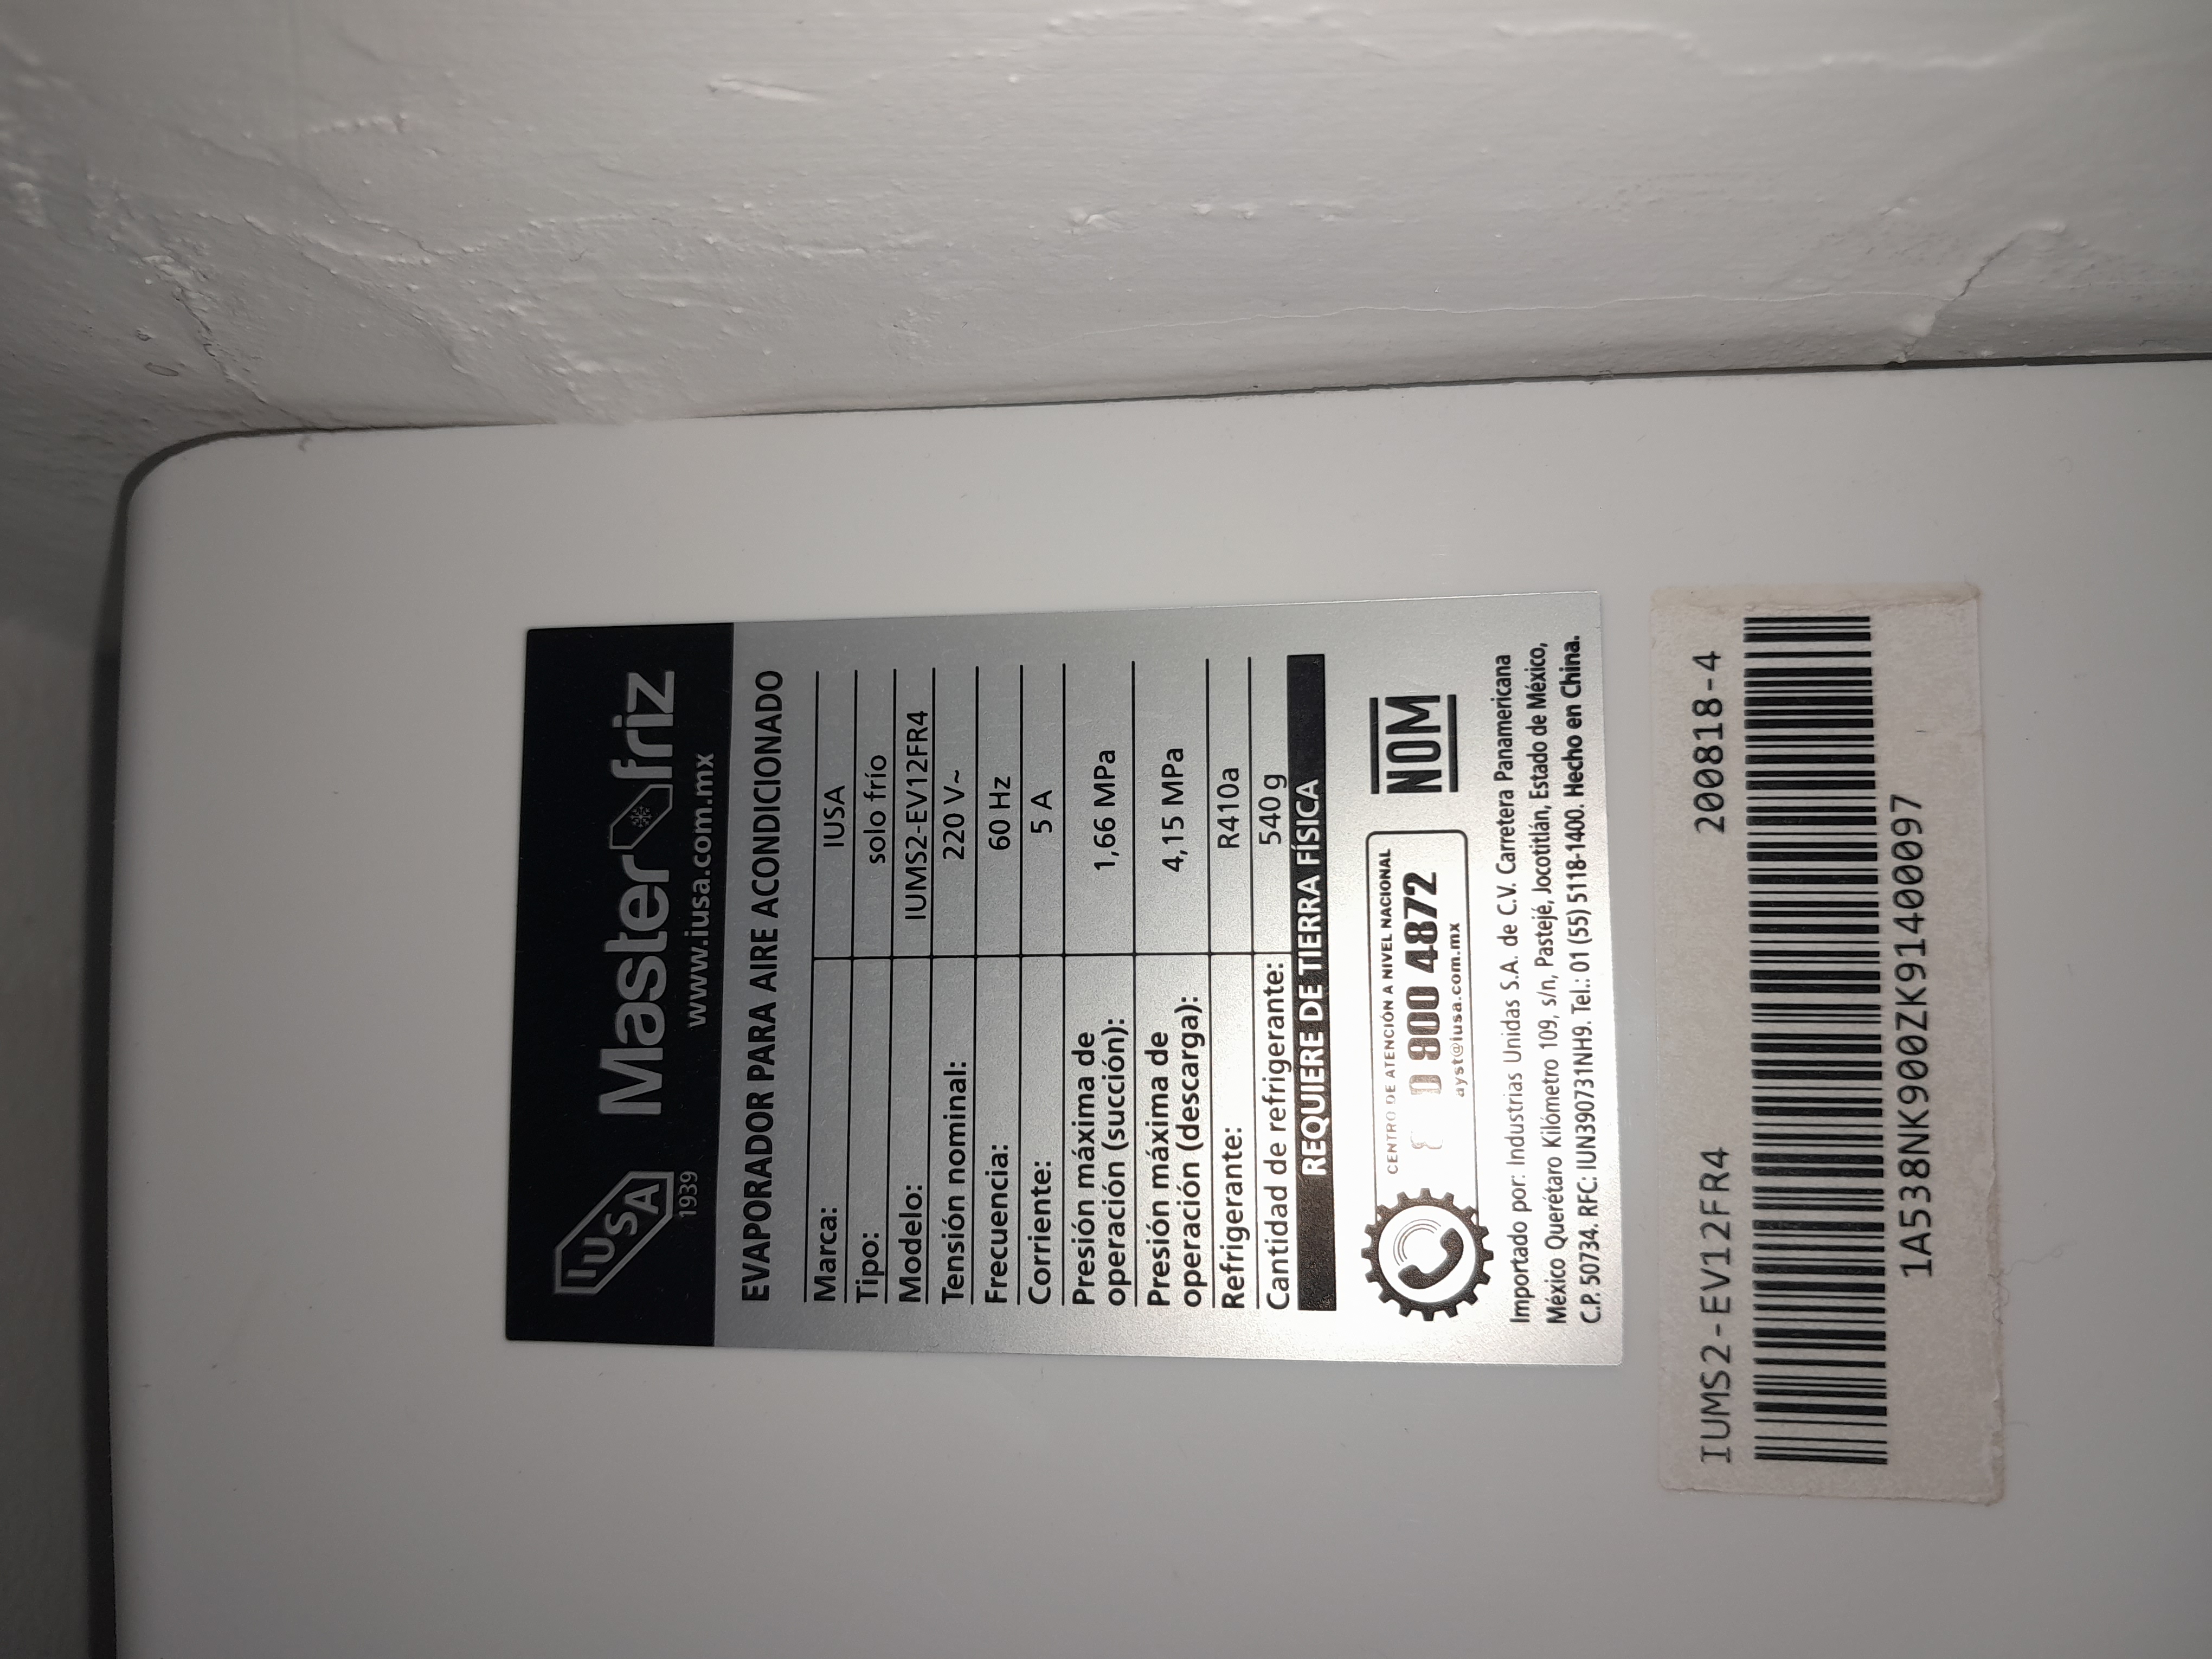 IUSA Masterfriz
1939 www.iusa.com.mx
EVAPORADOR PARA AIRE ACONDICIONADO
Marca: IUSA
Tipo: solo frío
Modelo: IUMS2-EV12FR4
Tensión nominal: 220 V~
Frecuencia: 60 Hz
Corriente: 5 A
Presión máxima de
operación (succión): 1,66 MPa
Presión máxima de
operación (descarga): 4,15 MPa
Refrigerante: R410a
Cantidad de refrigerante: 540 g
REQUIERE DE TIERRA FÍSICA
CENTRO DE ATENCIÓN A NIVEL NACIONAL
900 4872
ayst@iusa.com.mx
NOM
Importado por: Industrias Unidas S.A. de C.V. Carretera Panamericana
México Querétaro Kilómetro 109, s/n, Pastejé, Jocotitlán, Estado de México,
C.P. 50734. RFC: IUN390731NH9. Tel.: 01 (55) 5118-1400. Hecho en China.
IUMS2-EV12FR4 200818-4
1A538NK900ZK91400097